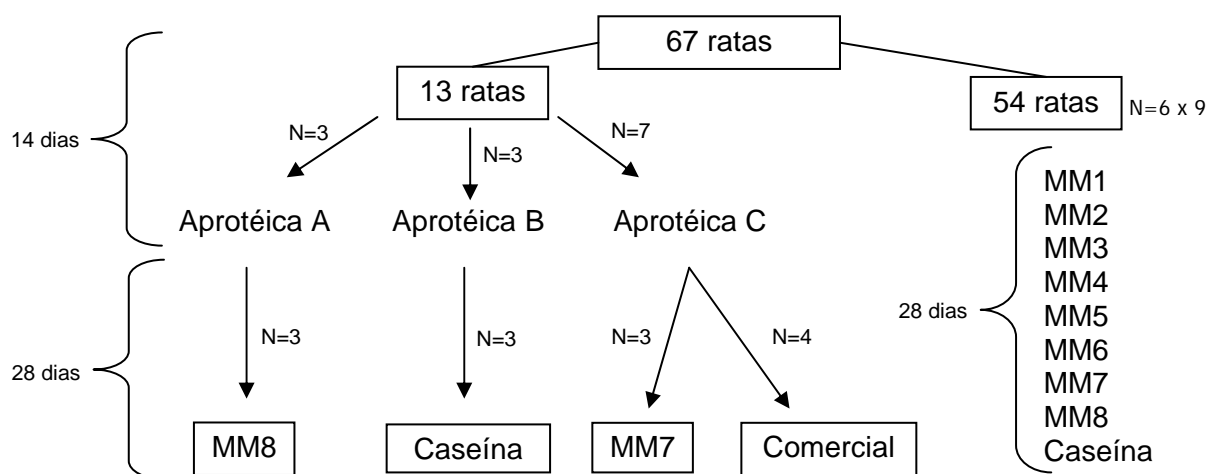 67 ratas
13 ratas
54 ratas N=6 x 9
14 dias
N=3
N=3
N=7
Aprotéica A
Aprotéica B
Aprotéica C
28 dias
N=3
N=3
N=3
N=4
MM8
Caseína
MM7
Comercial
28 dias
MM1
MM2
MM3
MM4
MM5
MM6
MM7
MM8
Caseína